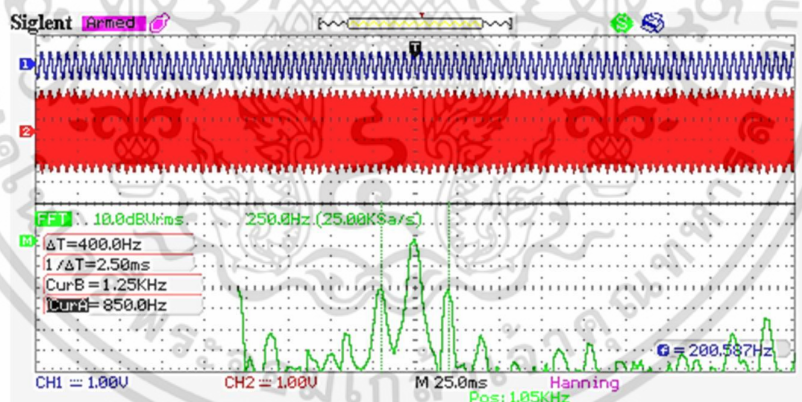 Siglent Armed
T
S
1
2
FFT 10.0dBVrms 250.0Hz (25.00KSa/s)
M
ΔT=400.0Hz
1/ΔT=2.50ms
CurB=1.25KHz
CurA=850.0Hz
f=200.587Hz
CH1 ⎓ 1.00V CH2 ⎓ 1.00V M 25.0ms Hanning
Pos: 1.05KHz